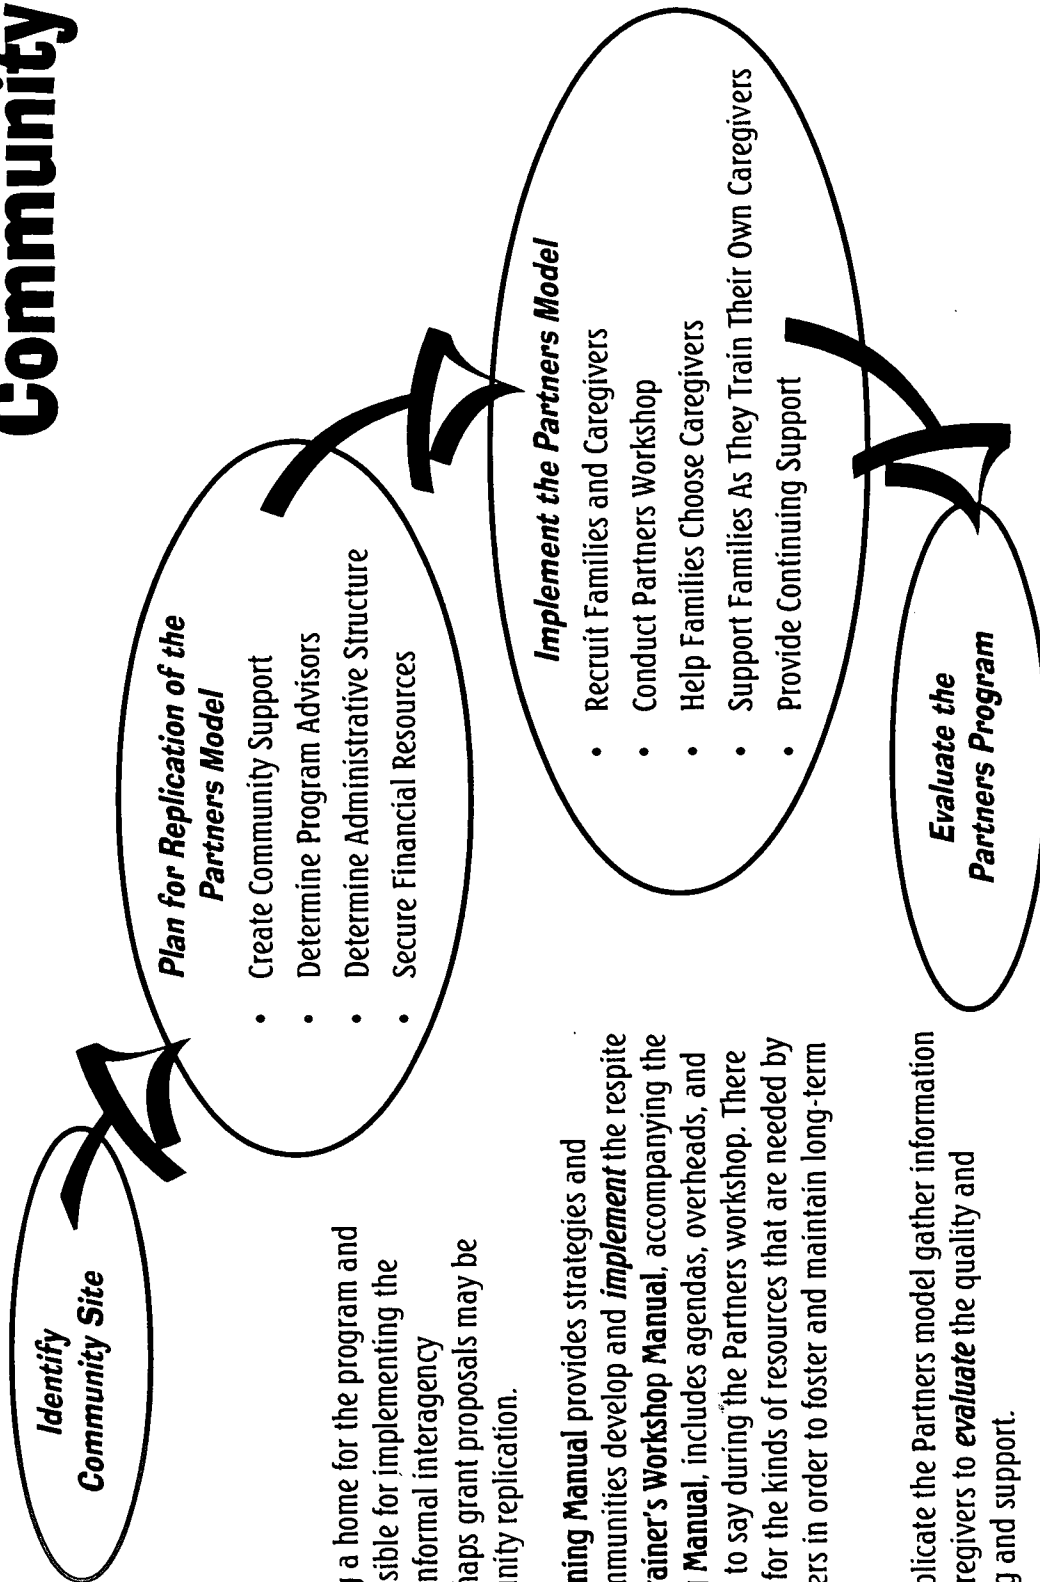 Community
Identify
Community Site
Plan for Replication of the
Partners Model
• Create Community Support
• Determine Program Advisors
• Determine Administrative Structure
• Secure Financial Resources
Implement the Partners Model
• Recruit Families and Caregivers
• Conduct Partners Workshop
• Help Families Choose Caregivers
• Support Families As They Train Their Own Caregivers
• Provide Continuing Support
Evaluate the
Partners Program
a home for the program and
sible for implementing the
nformal interagency
haps grant proposals may be
nity replication.
ning Manual provides strategies and
mmunities develop and implement the respite
rainer's Workshop Manual, accompanying the
Manual, includes agendas, overheads, and
to say during the Partners workshop. There
for the kinds of resources that are needed by
ers in order to foster and maintain long-term
plicate the Partners model gather information
regivers to evaluate the quality and
g and support.